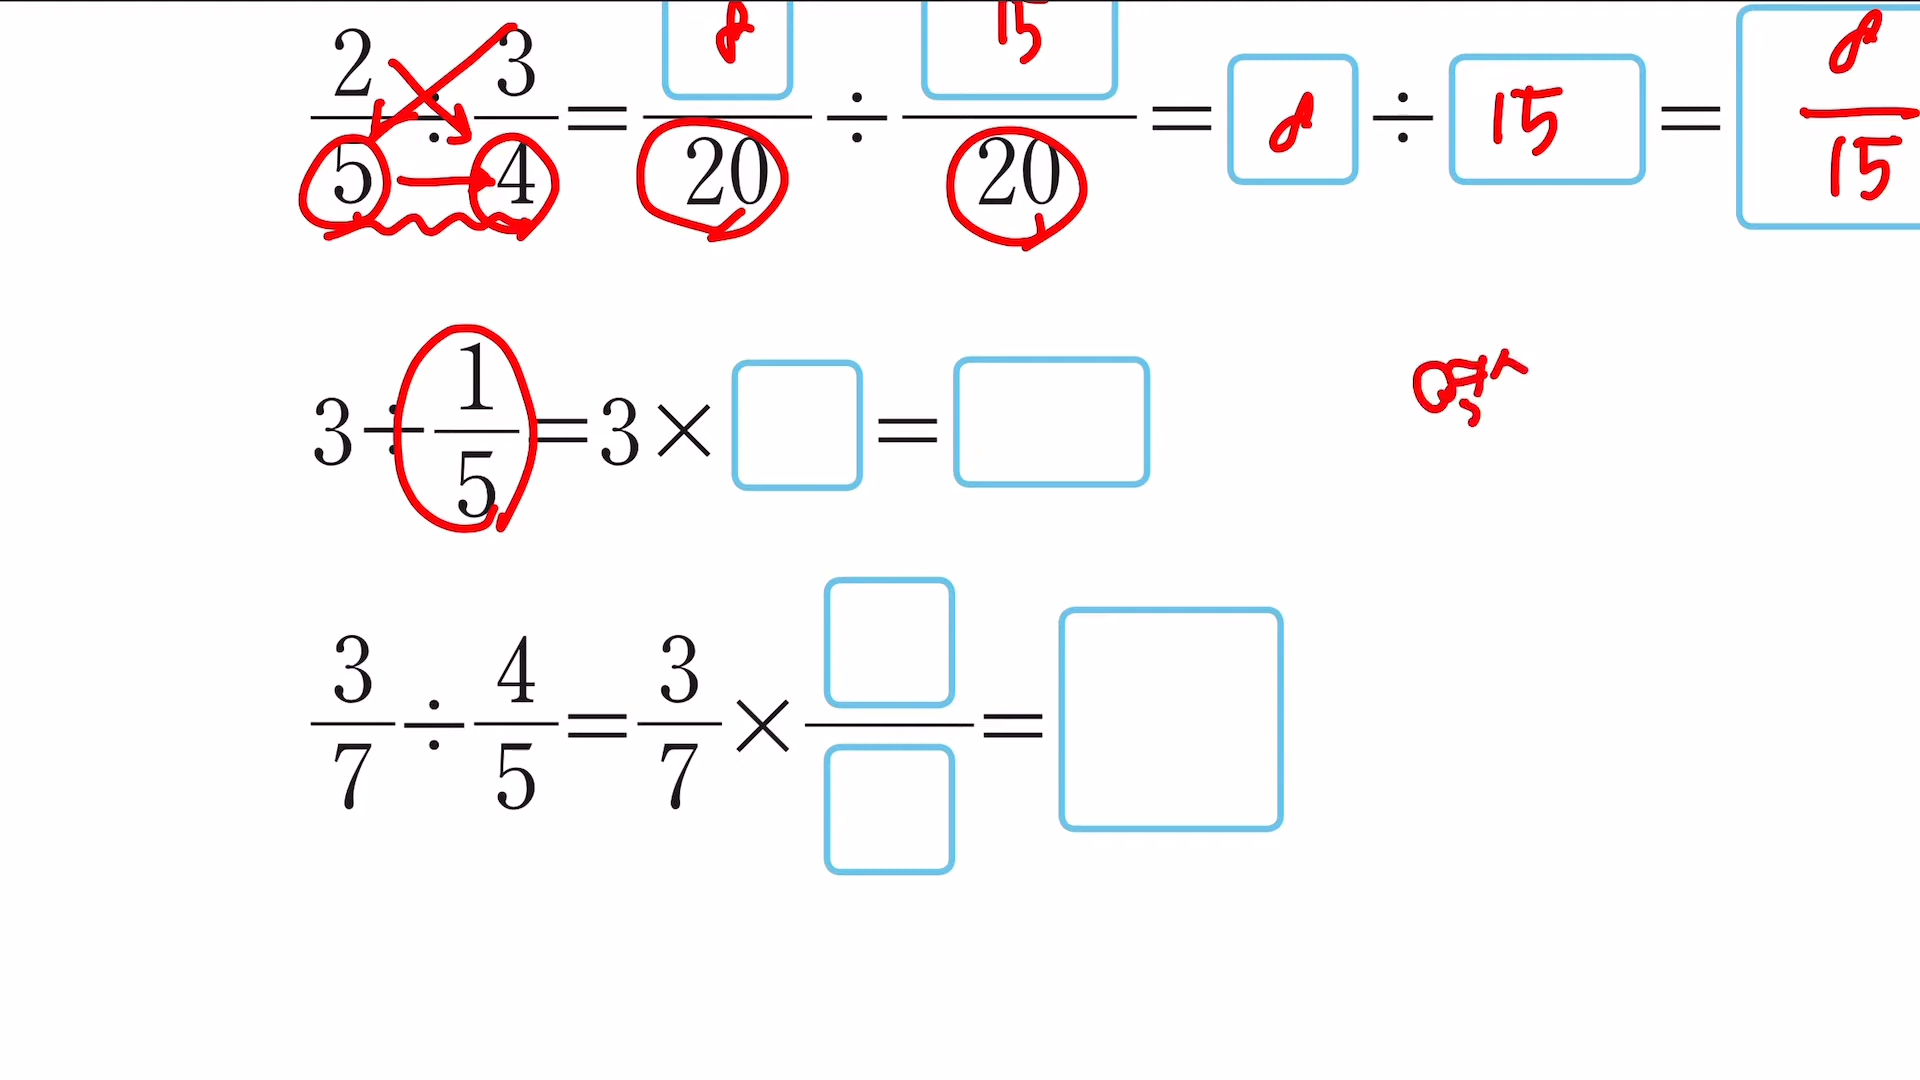 2/5 ÷ 3/4 = 8/20 ÷ 15/20 = 8 ÷ 15 = 8/15
3 ÷ 1/5 = 3 × □ = □
3/7 ÷ 4/5 = 3/7 × □/□ = □